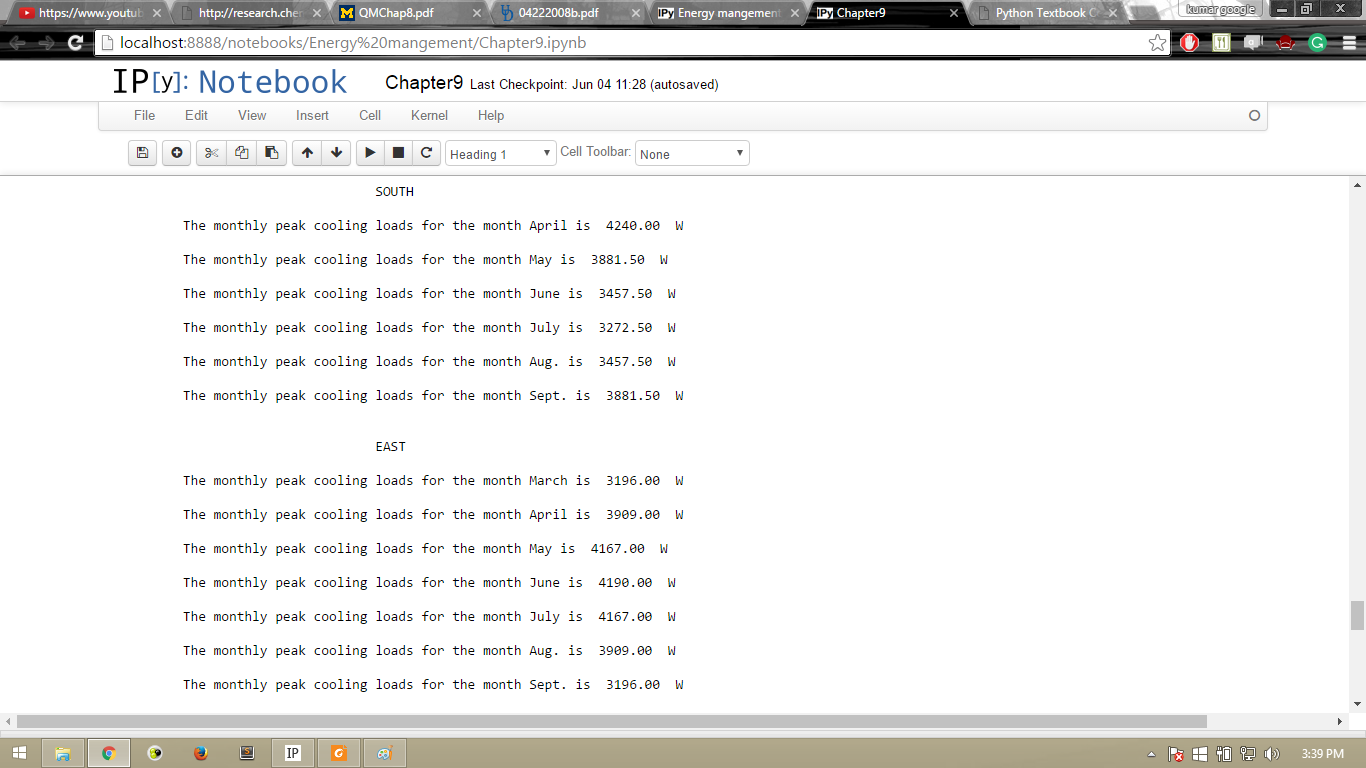 https://www.youtub
http://research.che
QMChap8.pdf
04222008b.pdf
IPy Energy mangement
IPy Chapter9
Python Textbook C
kumar google
localhost:8888/notebooks/Energy%20mangement/Chapter9.ipynb
IP[y]: Notebook
Chapter9 Last Checkpoint: Jun 04 11:28 (autosaved)
File Edit View Insert Cell Kernel Help
Heading 1 Cell Toolbar: None
SOUTH
The monthly peak cooling loads for the month April is 4240.00 W
The monthly peak cooling loads for the month May is 3881.50 W
The monthly peak cooling loads for the month June is 3457.50 W
The monthly peak cooling loads for the month July is 3272.50 W
The monthly peak cooling loads for the month Aug. is 3457.50 W
The monthly peak cooling loads for the month Sept. is 3881.50 W
EAST
The monthly peak cooling loads for the month March is 3196.00 W
The monthly peak cooling loads for the month April is 3909.00 W
The monthly peak cooling loads for the month May is 4167.00 W
The monthly peak cooling loads for the month June is 4190.00 W
The monthly peak cooling loads for the month July is 4167.00 W
The monthly peak cooling loads for the month Aug. is 3909.00 W
The monthly peak cooling loads for the month Sept. is 3196.00 W
IP
3:39 PM